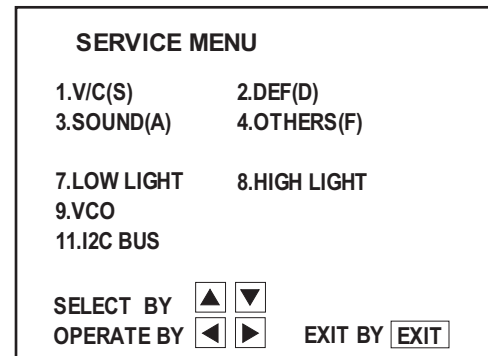 SERVICE MENU
1.V/C(S) 2.DEF(D)
3.SOUND(A) 4.OTHERS(F)
7.LOW LIGHT 8.HIGH LIGHT
9.VCO
11.I2C BUS
SELECT BY ▲ ▼
OPERATE BY ◀ ▶ EXIT BY EXIT